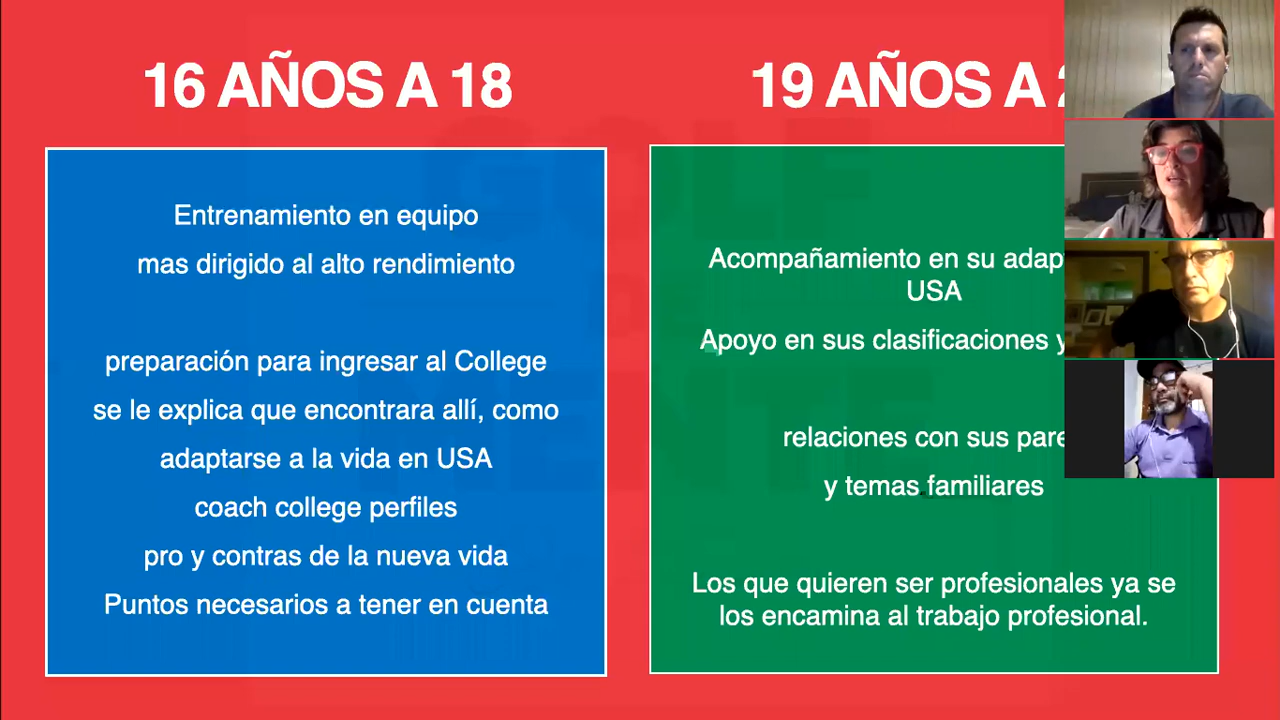 16 AÑOS A 18
Entrenamiento en equipo
mas dirigido al alto rendimiento
preparación para ingresar al College
se le explica que encontrara allí, como
adaptarse a la vida en USA
coach college perfiles
pro y contras de la nueva vida
Puntos necesarios a tener en cuenta
19 AÑOS A
Acompañamiento en su
USA
Apoyo en sus clasificaciones y
relaciones con sus
y temas familiares
Los que quieren ser profesionales ya se
los encamina al trabajo profesional.